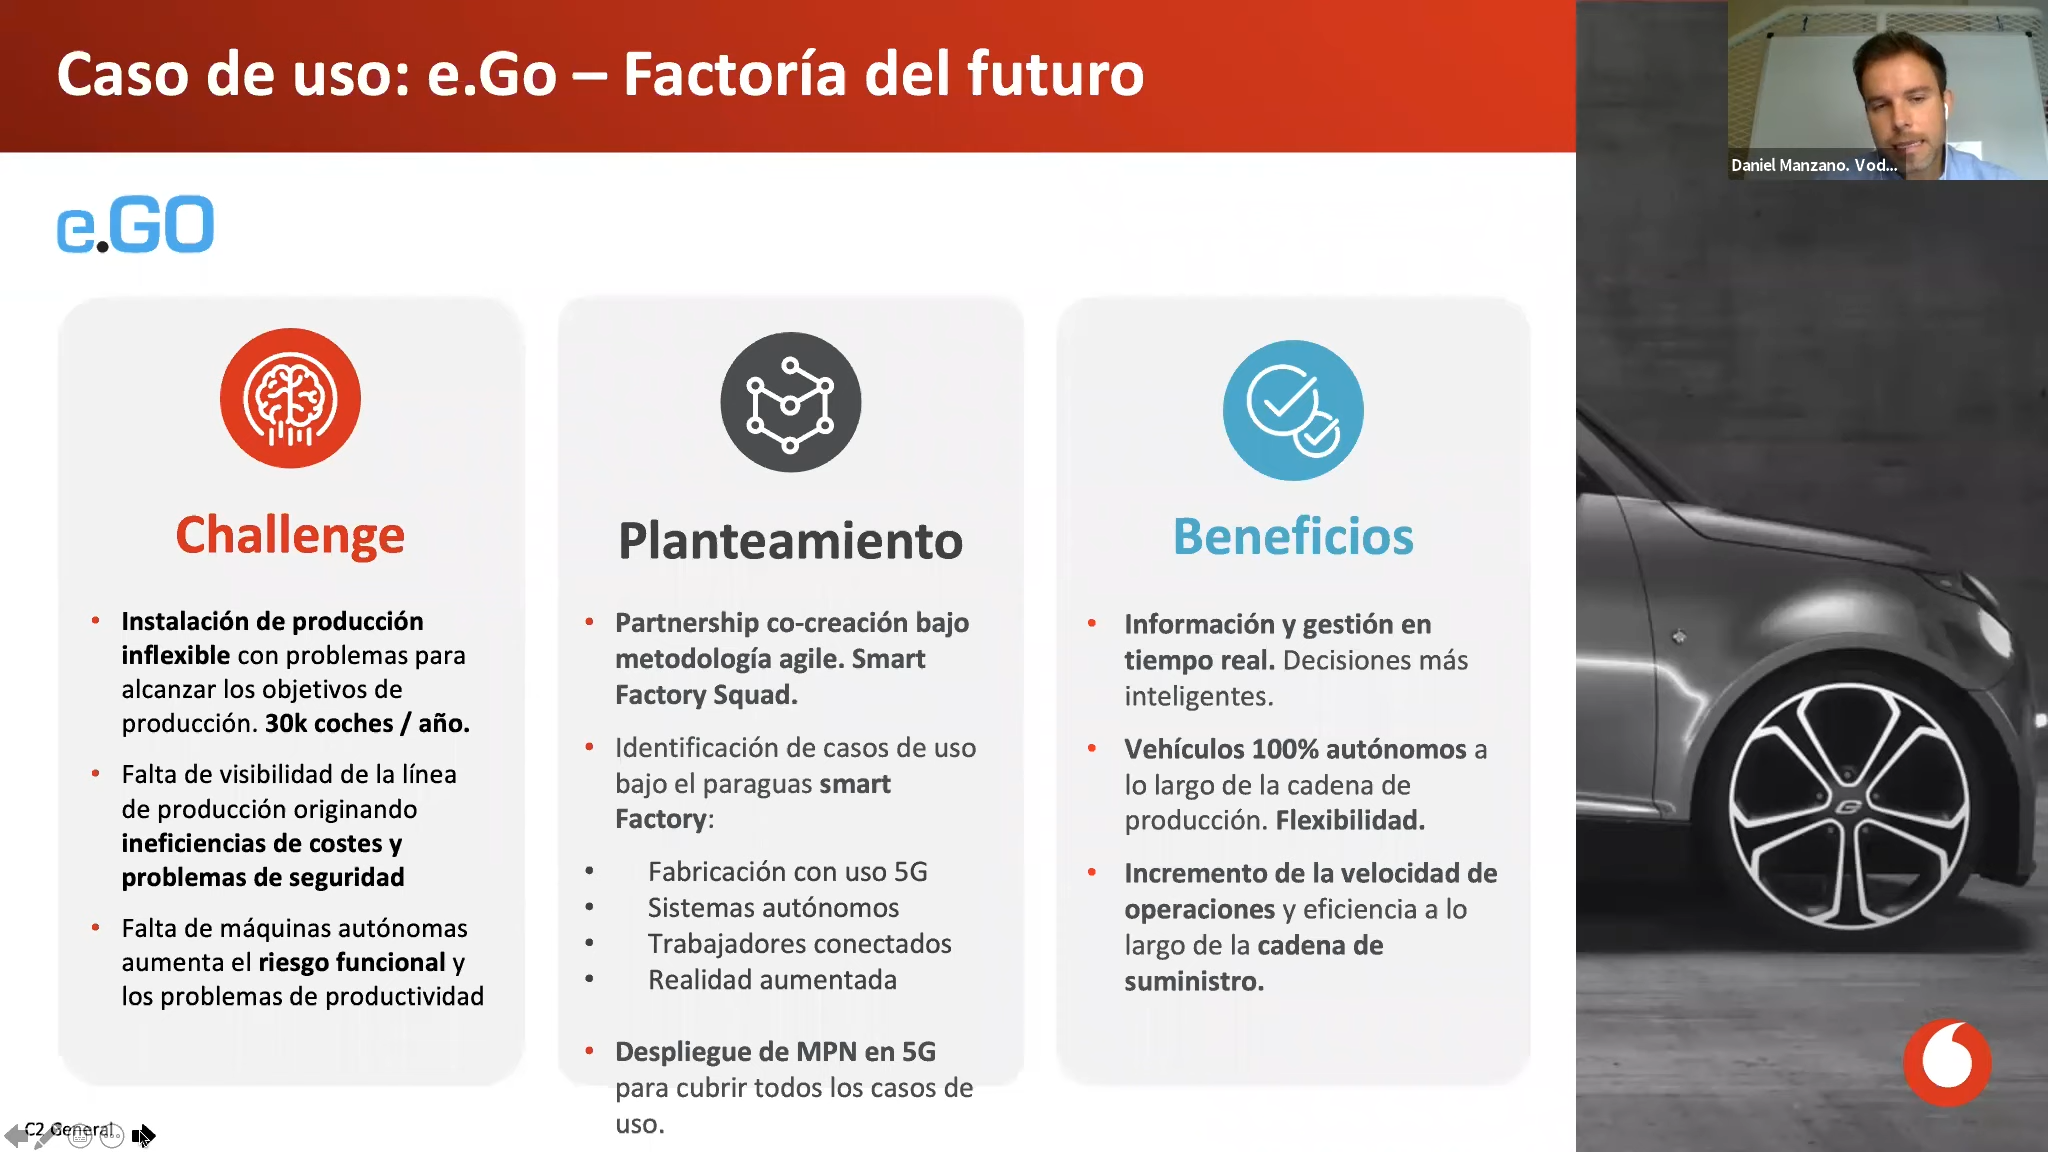 Caso de uso: e.Go – Factoría del futuro
Daniel Manzano. Vod...
e.GO
Challenge
• Instalación de producción
inflexible con problemas para
alcanzar los objetivos de
producción. 30k coches / año.
• Falta de visibilidad de la línea
de producción originando
ineficiencias de costes y
problemas de seguridad
• Falta de máquinas autónomas
aumenta el riesgo funcional y
los problemas de productividad
Planteamiento
• Partnership co-creación bajo
metodología agile. Smart
Factory Squad.
• Identificación de casos de uso
bajo el paraguas smart
Factory:
• Fabricación con uso 5G
• Sistemas autónomos
• Trabajadores conectados
• Realidad aumentada
• Despliegue de MPN en 5G
para cubrir todos los casos de
uso.
Beneficios
• Información y gestión en
tiempo real. Decisiones más
inteligentes.
• Vehículos 100% autónomos a
lo largo de la cadena de
producción. Flexibilidad.
• Incremento de la velocidad de
operaciones y eficiencia a lo
largo de la cadena de
suministro.
C2 General